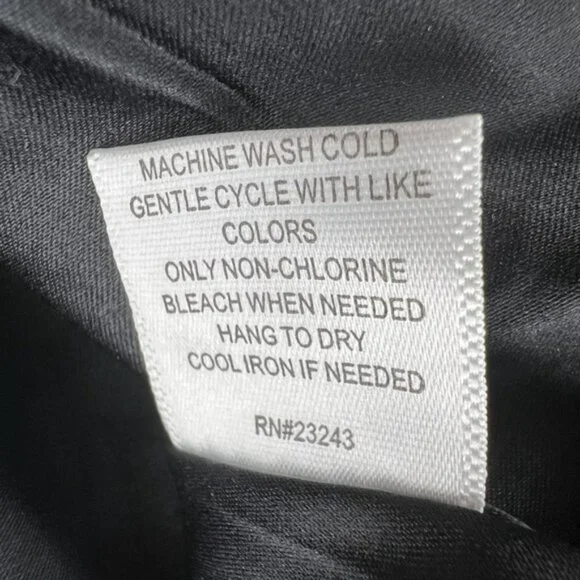 MACHINE WASH COLD
GENTLE CYCLE WITH LIKE
COLORS
ONLY NON-CHLORINE
BLEACH WHEN NEEDED
HANG TO DRY
COOL IRON IF NEEDED
RN#23243